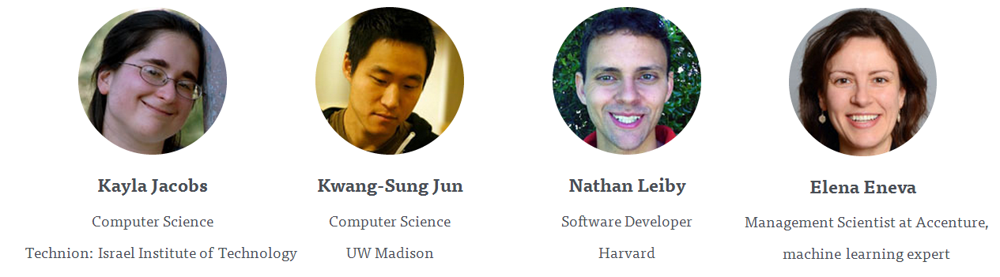 Kayla Jacobs
Computer Science
Technion: Israel Institute of Technology
Kwang-Sung Jun
Computer Science
UW Madison
Nathan Leiby
Software Developer
Harvard
Elena Eneva
Management Scientist at Accenture,
machine learning expert